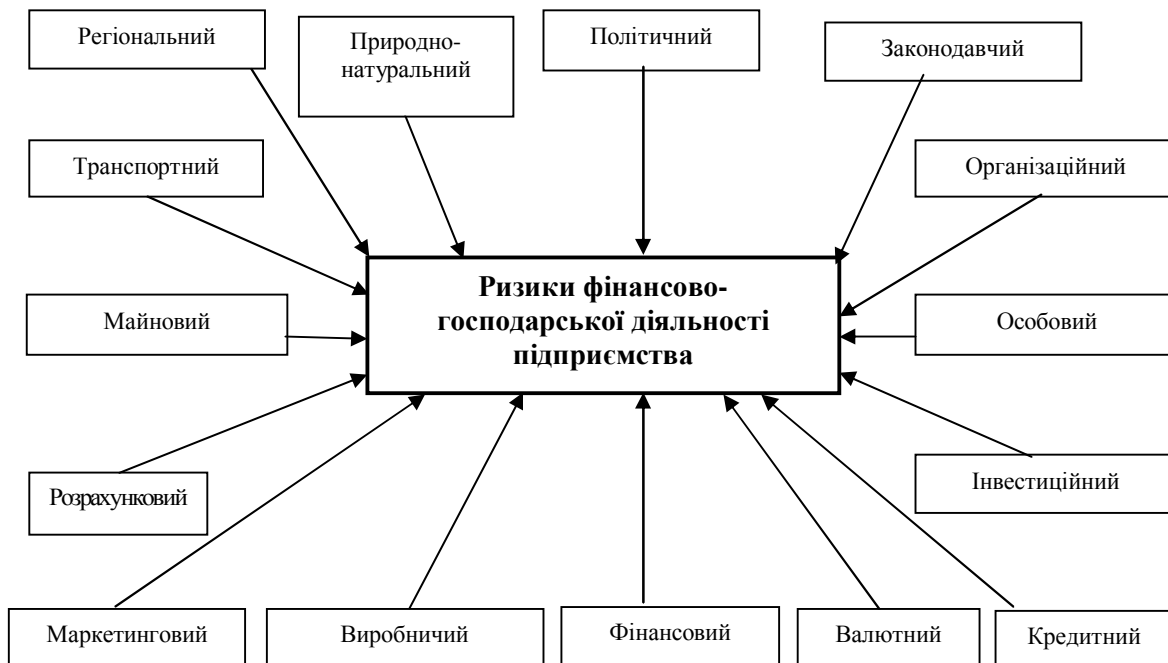 Регіональний
Природно-
натуральний
Політичний
Законодавчий
Транспортний
Організаційний
Ризики фінансово-
господарської діяльності
підприємства
Майновий
Особовий
Розрахунковий
Інвестиційний
Маркетинговий
Виробничий
Фінансовий
Валютний
Кредитний